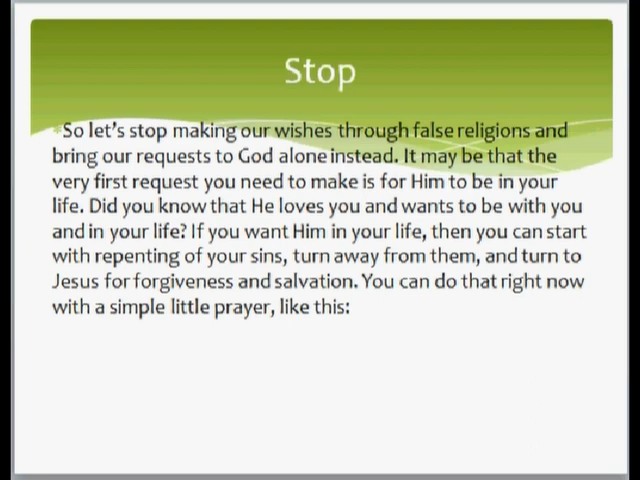 Stop
*So let's stop making our wishes through false religions and
bring our requests to God alone instead. It may be that the
very first request you need to make is for Him to be in your
life. Did you know that He loves you and wants to be with you
and in your life? If you want Him in your life, then you can start
with repenting of your sins, turn away from them, and turn to
Jesus for forgiveness and salvation. You can do that right now
with a simple little prayer, like this: